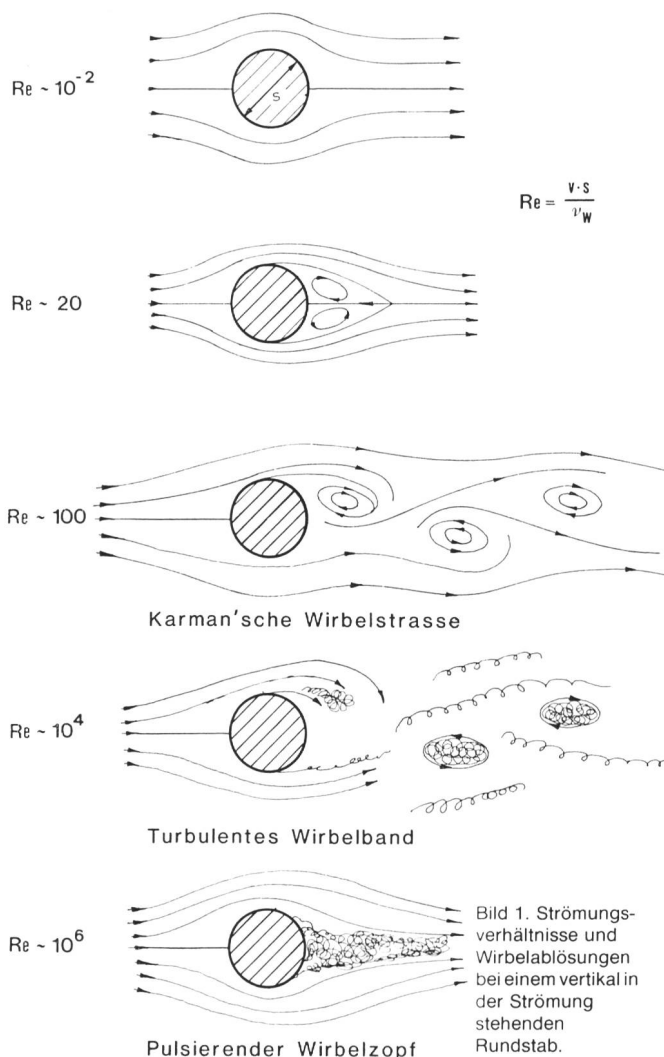 Re ~ 10⁻²
s
Re = v·s / νw
Re ~ 20
Re ~ 100
Karman'sche Wirbelstrasse
Re ~ 10⁴
Turbulentes Wirbelband
Re ~ 10⁶
Pulsierender Wirbelzopf
Bild 1. Strömungs-
verhältnisse und
Wirbelablösungen
bei einem vertikal in
der Strömung
stehenden
Rundstab.